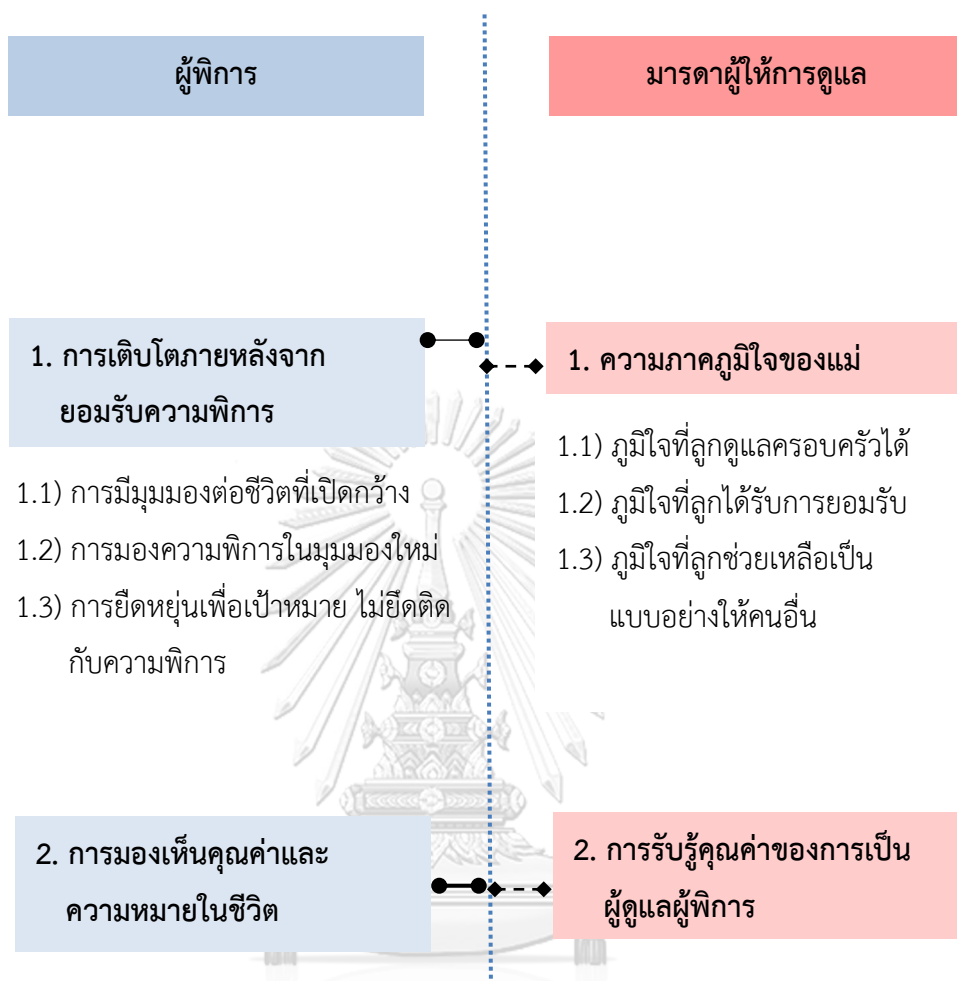 ผู้พิการ
มารดาผู้ให้การดูแล
1. การเติบโตภายหลังจาก
ยอมรับความพิการ
1.1) การมีมุมมองต่อชีวิตที่เปิดกว้าง
1.2) การมองความพิการในมุมมองใหม่
1.3) การยืดหยุ่นเพื่อเป้าหมาย ไม่ยึดติด
กับความพิการ
1. ความภาคภูมิใจของแม่
1.1) ภูมิใจที่ลูกดูแลครอบครัวได้
1.2) ภูมิใจที่ลูกได้รับการยอมรับ
1.3) ภูมิใจที่ลูกช่วยเหลือเป็น
แบบอย่างให้คนอื่น
2. การมองเห็นคุณค่าและ
ความหมายในชีวิต
2. การรับรู้คุณค่าของการเป็น
ผู้ดูแลผู้พิการ